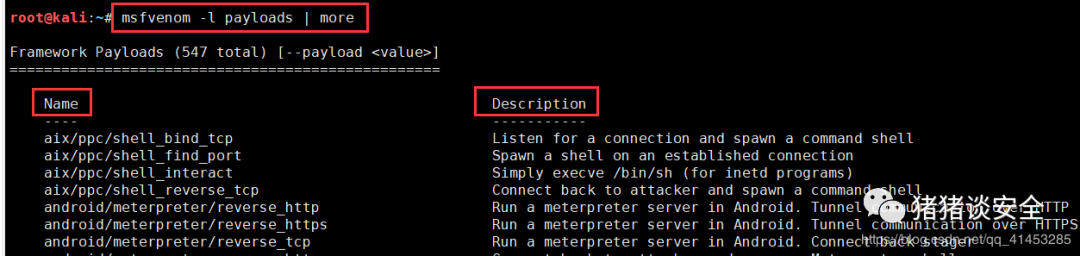 root@kali:~# msfvenom -l payloads | more
Framework Payloads (547 total) [--payload <value>]
==================================================
Name Description
---- -----------
aix/ppc/shell_bind_tcp Listen for a connection and spawn a command shell
aix/ppc/shell_find_port Spawn a shell on an established connection
aix/ppc/shell_interact Simply execve /bin/sh (for inetd programs)
aix/ppc/shell_reverse_tcp Connect back to attacker and spawn a command shell
android/meterpreter/reverse_http Run a meterpreter server in Android. Tunnel communication over HTTP
android/meterpreter/reverse_https Run a meterpreter server in Android. Tunnel communication over HTTPS
android/meterpreter/reverse_tcp Run a meterpreter server in Android. Connect back stager
猪猪谈安全
https://blog.csdn.net/qq_41453285